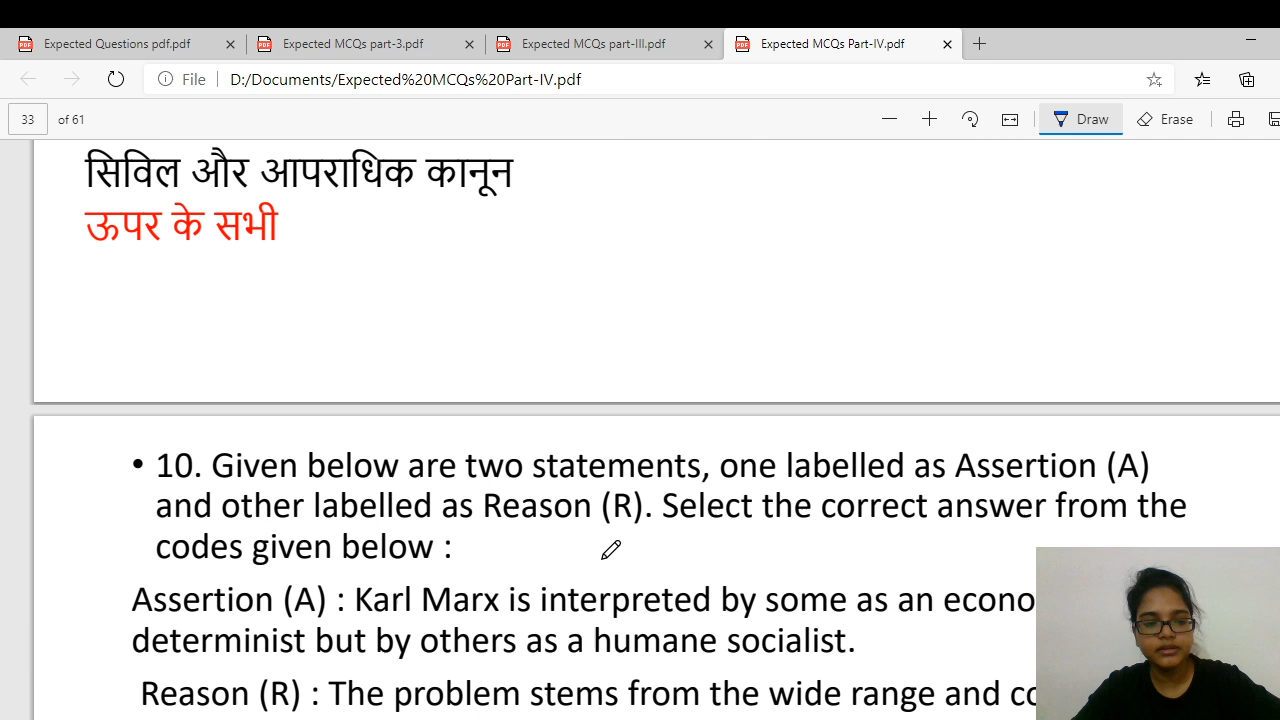 Expected Questions pdf.pdf
Expected MCQs part-3.pdf
Expected MCQs part-III.pdf
Expected MCQs Part-IV.pdf
File
D:/Documents/Expected%20MCQs%20Part-IV.pdf
33 of 61
Draw
Erase
सिविल और आपराधिक कानून
ऊपर के सभी
• 10. Given below are two statements, one labelled as Assertion (A)
and other labelled as Reason (R). Select the correct answer from the
codes given below :
Assertion (A) : Karl Marx is interpreted by some as an
determinist but by others as a humane socialist.
Reason (R) : The problem stems from the wide range and